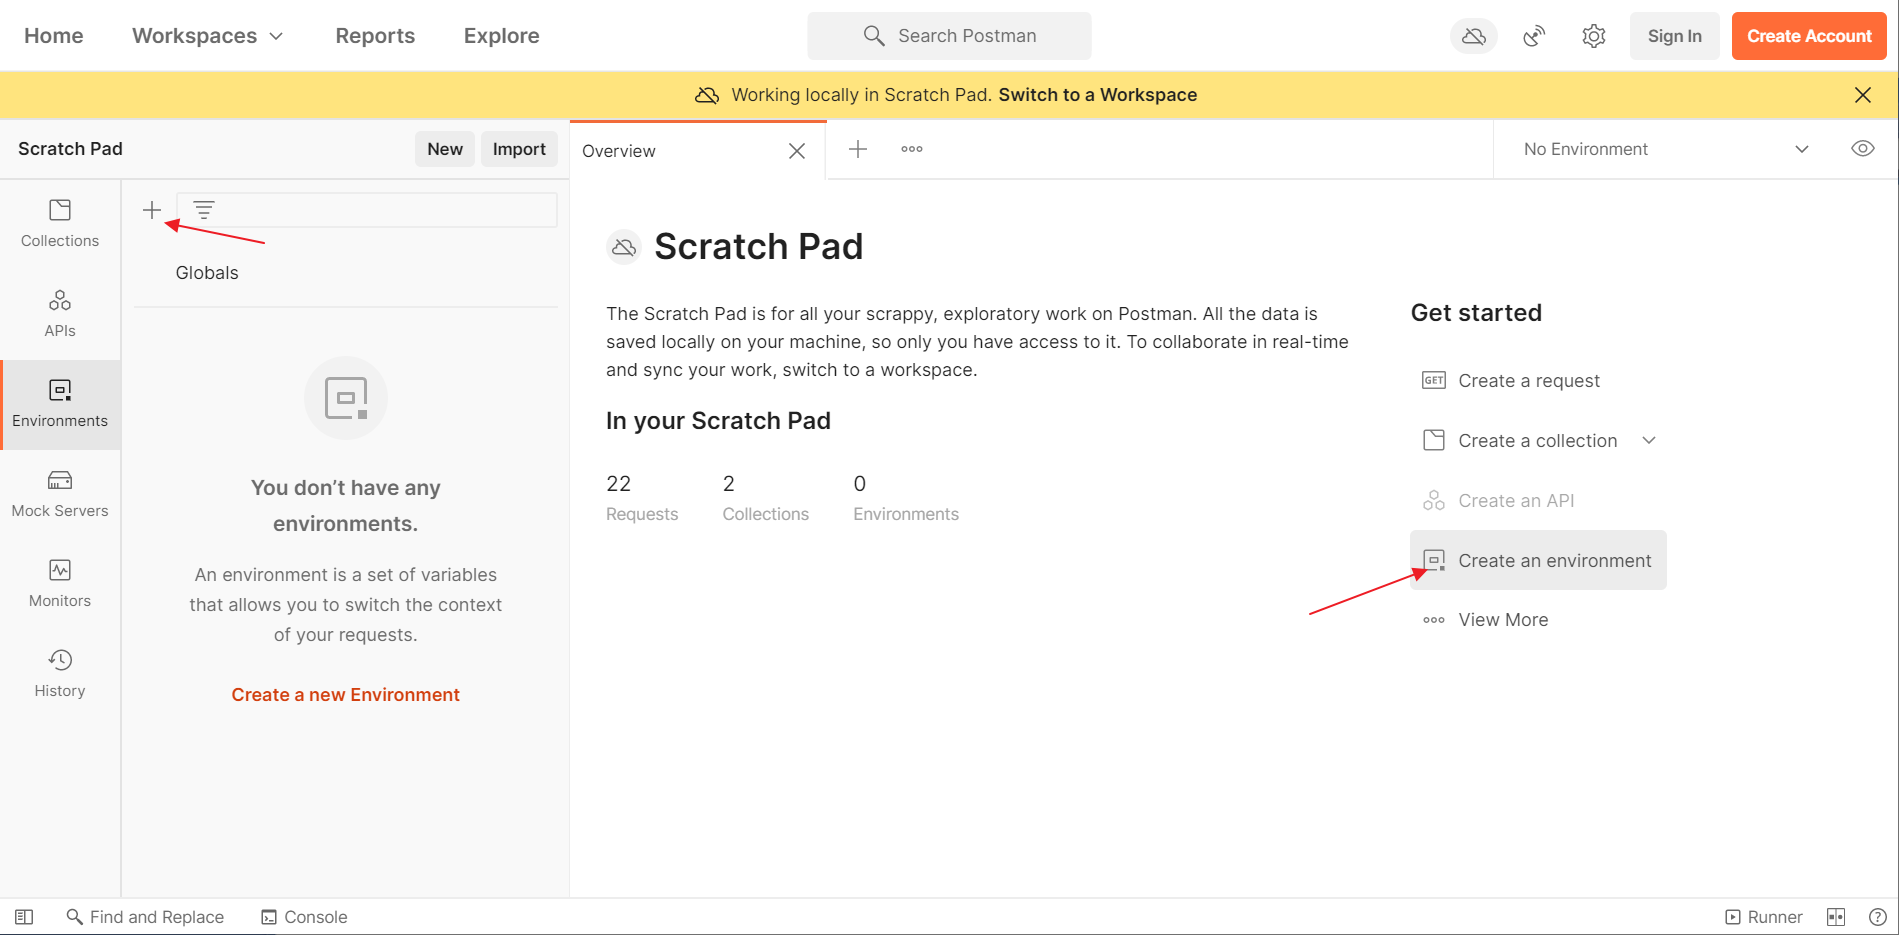 Home Workspaces Reports Explore Search Postman Sign In Create Account
Working locally in Scratch Pad. Switch to a Workspace
Scratch Pad New Import Overview No Environment
Collections
APIs
Environments
Mock Servers
Monitors
History
Globals
You don’t have any
environments.
An environment is a set of variables
that allows you to switch the context
of your requests.
Create a new Environment
Scratch Pad
The Scratch Pad is for all your scrappy, exploratory work on Postman. All the data is
saved locally on your machine, so only you have access to it. To collaborate in real-time
and sync your work, switch to a workspace.
In your Scratch Pad
22 2 0
Requests Collections Environments
Get started
GET Create a request
Create a collection
Create an API
Create an environment
View More
Find and Replace Console Runner